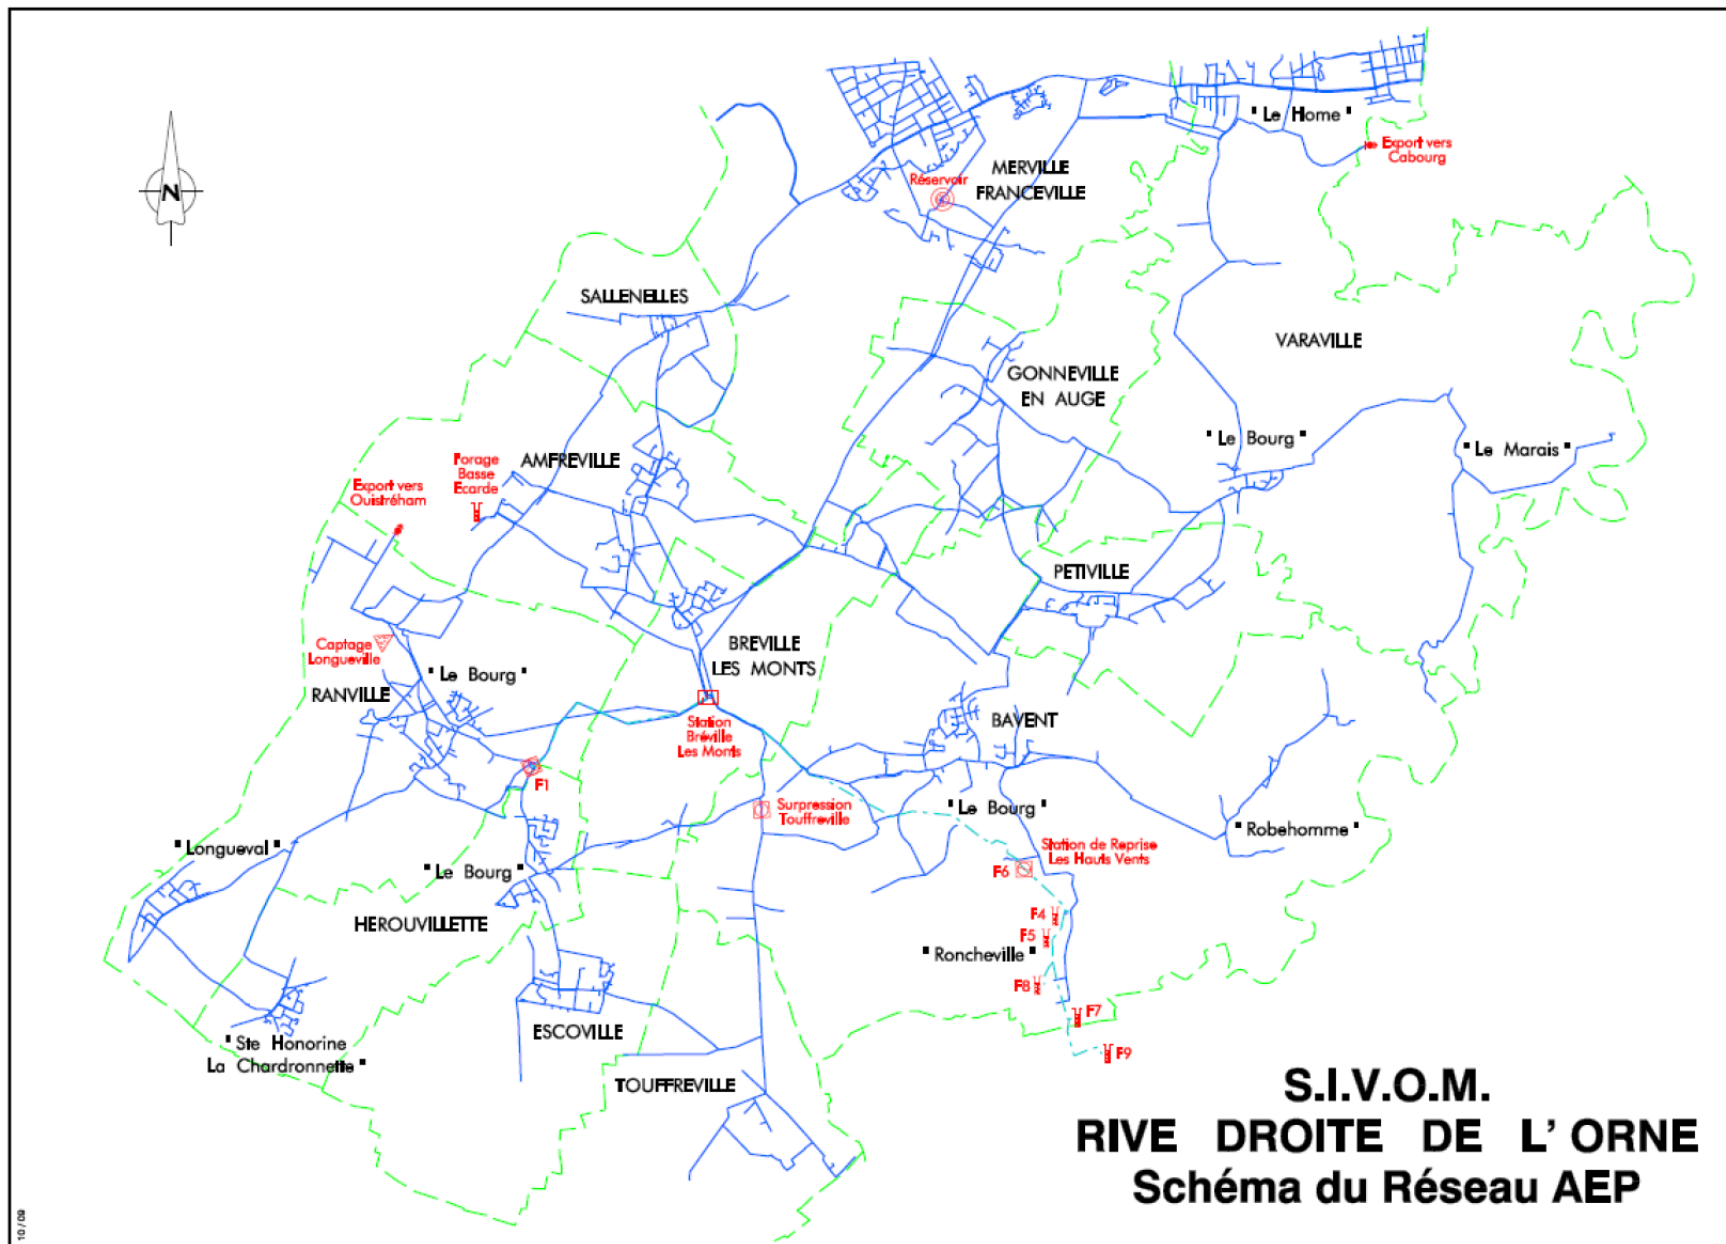 " Le Home "
Export vers
Cabourg
MERVILLE
FRANCEVILLE
Réservoir
N
SALLENELLES
VARAVILLE
GONNEVILLE
EN AUGE
" Le Bourg "
" Le Marais "
Forage
Basse
Ecarde
AMFREVILLE
Export vers
Ouistréham
PETIVILLE
Captage
Longueville
" Le Bourg "
RANVILLE
BREVILLE
LES MONTS
Station
Bréville
Les Monts
BAVENT
F1
Surpression
Touffreville
" Le Bourg "
" Robehomme "
" Longueval "
" Le Bourg "
Station de Reprise
Les Hauts Vents
F6
HEROUVILLETTE
F4
F5
" Roncheville "
F8
F7
F9
ESCOVILLE
" Ste Honorine
La Chardronnette "
TOUFFREVILLE
S.I.V.O.M.
RIVE DROITE DE L' ORNE
Schéma du Réseau AEP
10 / 09